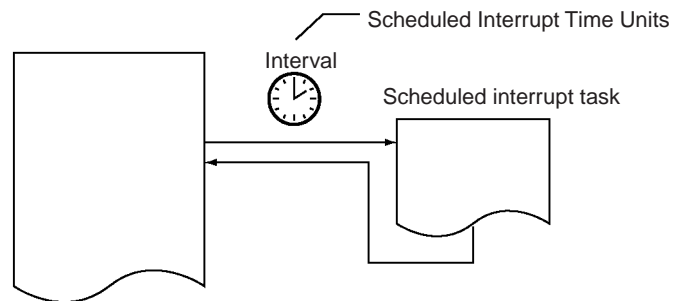 Scheduled Interrupt Time Units
Interval
Scheduled interrupt task